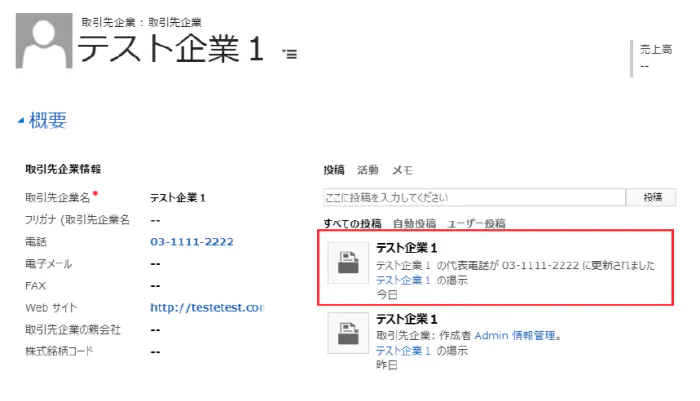 取引先企業 : 取引先企業
テスト企業 1
売上高
--
概要
取引先企業情報
取引先企業名 * テスト企業 1
フリガナ (取引先企業名 --
電話 03-1111-2222
電子メール --
FAX --
Web サイト http://testetest.com
取引先企業の親会社 --
株式銘柄コード --
投稿 活動 メモ
ここに投稿を入力してください 投稿
すべての投稿 自動投稿 ユーザー投稿
テスト企業 1
テスト企業 1 の代表電話が 03-1111-2222 に更新されました
テスト企業 1 の掲示
今日
テスト企業 1
取引先企業: 作成者 Admin 情報管理。
テスト企業 1 の掲示
昨日